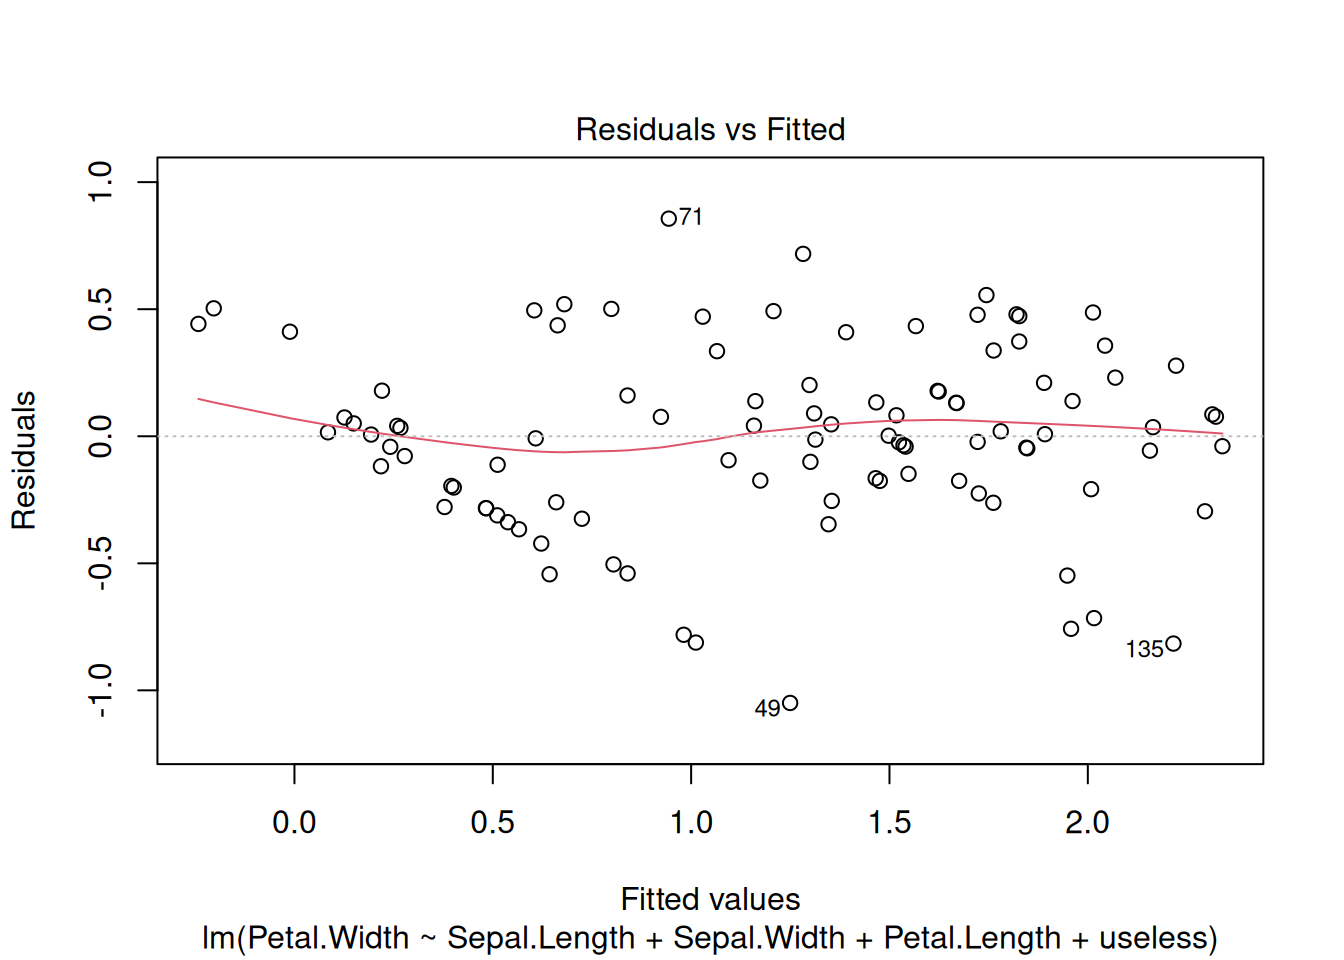 Residuals vs Fitted
Residuals
1.0
0.5
0.0
-0.5
-1.0
71
135
49
0.0 0.5 1.0 1.5 2.0
Fitted values
lm(Petal.Width ~ Sepal.Length + Sepal.Width + Petal.Length + useless)